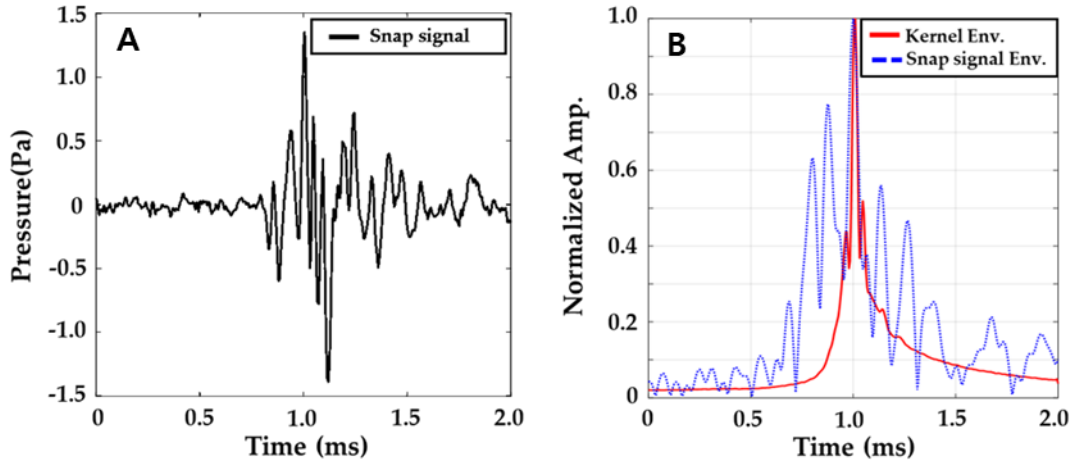 A
Snap signal
1.5
1.0
0.5
0
-0.5
-1.0
-1.5
Pressure(Pa)
0
0.5
1.0
1.5
2.0
Time (ms)
B
Kernel Env.
Snap signal Env.
1.0
0.8
0.6
0.4
0.2
0
Normalized Amp.
0
0.5
1.0
1.5
2.0
Time (ms)